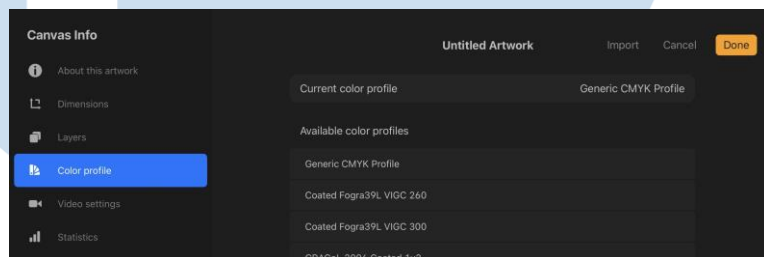 Canvas Info
Untitled Artwork Import Cancel Done
About this artwork
Current color profile Generic CMYK Profile
Dimensions
Layers
Available color profiles
Color profile
Generic CMYK Profile
Coated Fogra39L VIGC 260
Video settings
Coated Fogra39L VIGC 300
Statistics